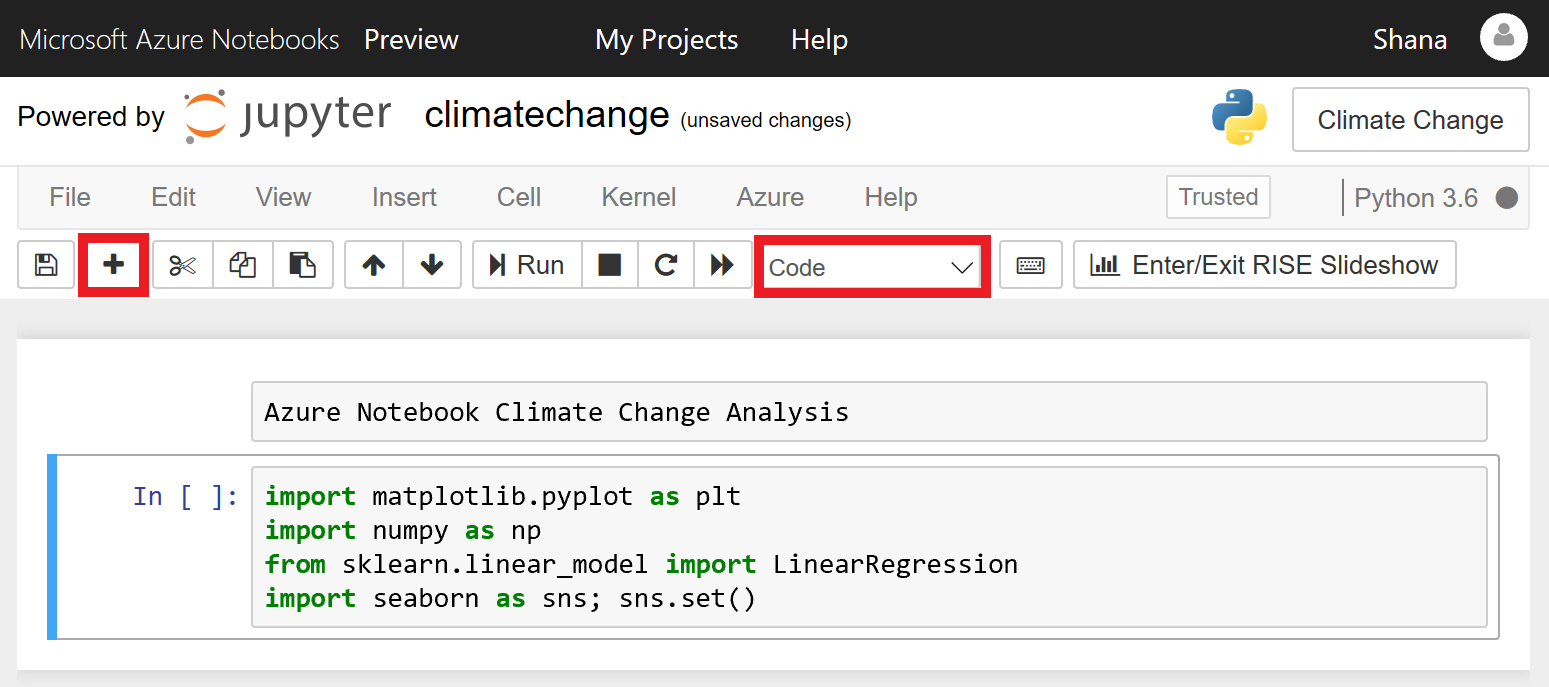 Microsoft Azure Notebooks Preview My Projects Help Shana
Powered by jupyter climatechange (unsaved changes) Climate Change
File Edit View Insert Cell Kernel Azure Help Trusted Python 3.6
Run Code Enter/Exit RISE Slideshow
Azure Notebook Climate Change Analysis
In [ ]: import matplotlib.pyplot as plt
import numpy as np
from sklearn.linear_model import LinearRegression
import seaborn as sns; sns.set()